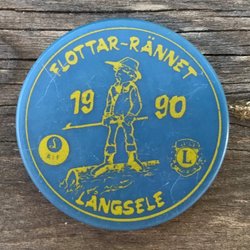 FLOTTAR-RÄNNET
19 90
L
LÅNGSELE